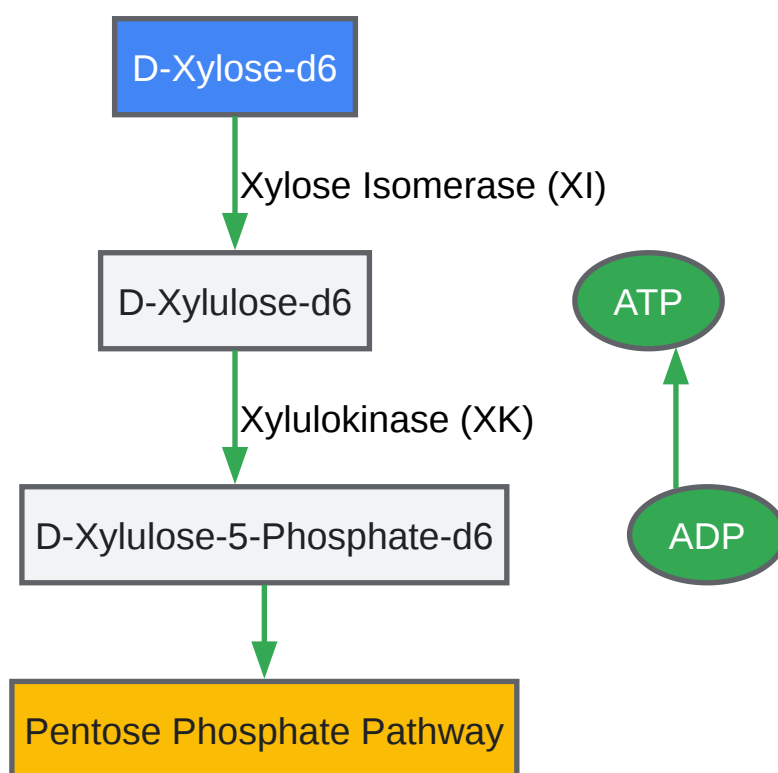 D-Xylose-d6
Xylose Isomerase (XI)
D-Xylulose-d6
ATP
Xylulokinase (XK)
D-Xylulose-5-Phosphate-d6
ADP
Pentose Phosphate Pathway